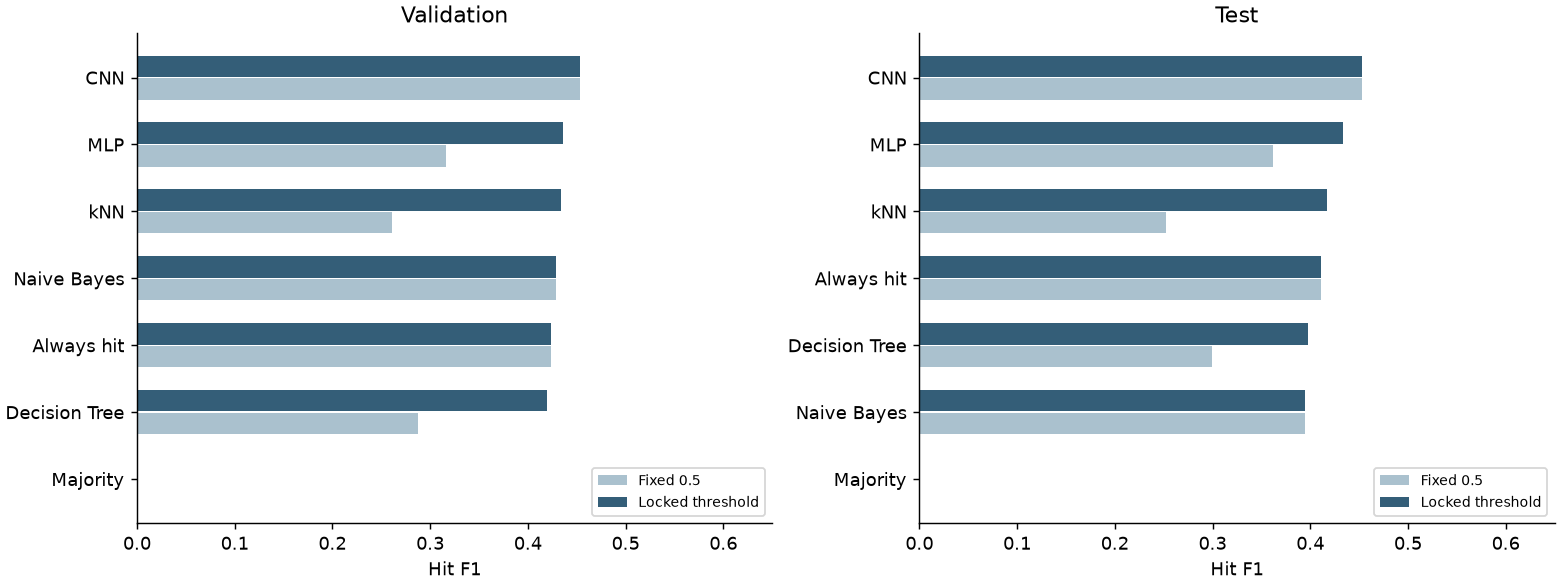 Validation
CNN
MLP
kNN
Naive Bayes
Always hit
Decision Tree
Majority
Fixed 0.5
Locked threshold
0.0 0.1 0.2 0.3 0.4 0.5 0.6
Hit F1
Test
CNN
MLP
kNN
Always hit
Decision Tree
Naive Bayes
Majority
Fixed 0.5
Locked threshold
0.0 0.1 0.2 0.3 0.4 0.5 0.6
Hit F1